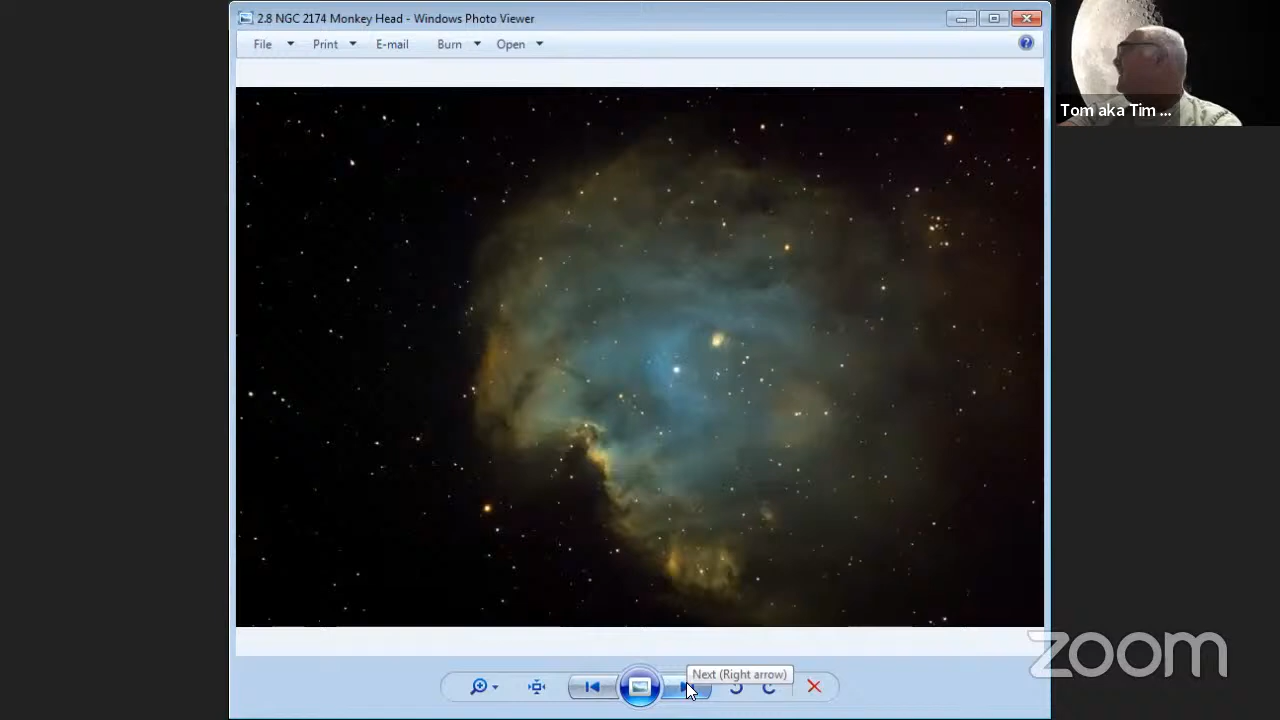 2.8 NGC 2174 Monkey Head - Windows Photo Viewer
File Print E-mail Burn Open
Tom aka Tim ...
zoom
Next (Right arrow)